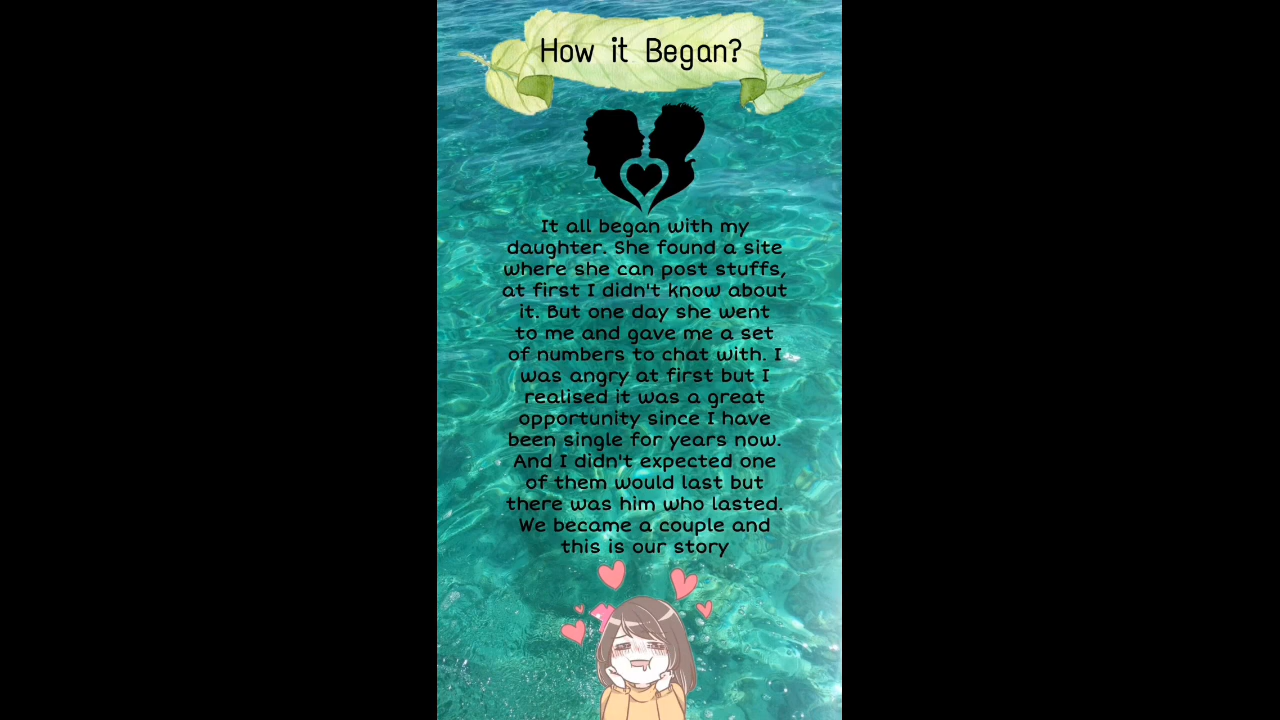 How it Began?
It all began with my
daughter. She found a site
where she can post stuffs,
at first I didn't know about
it. But one day she went
to me and gave me a set
of numbers to chat with. I
was angry at first but I
realised it was a great
opportunity since I have
been single for years now.
And I didn't expected one
of them would last but
there was him who lasted.
We became a couple and
this is our story